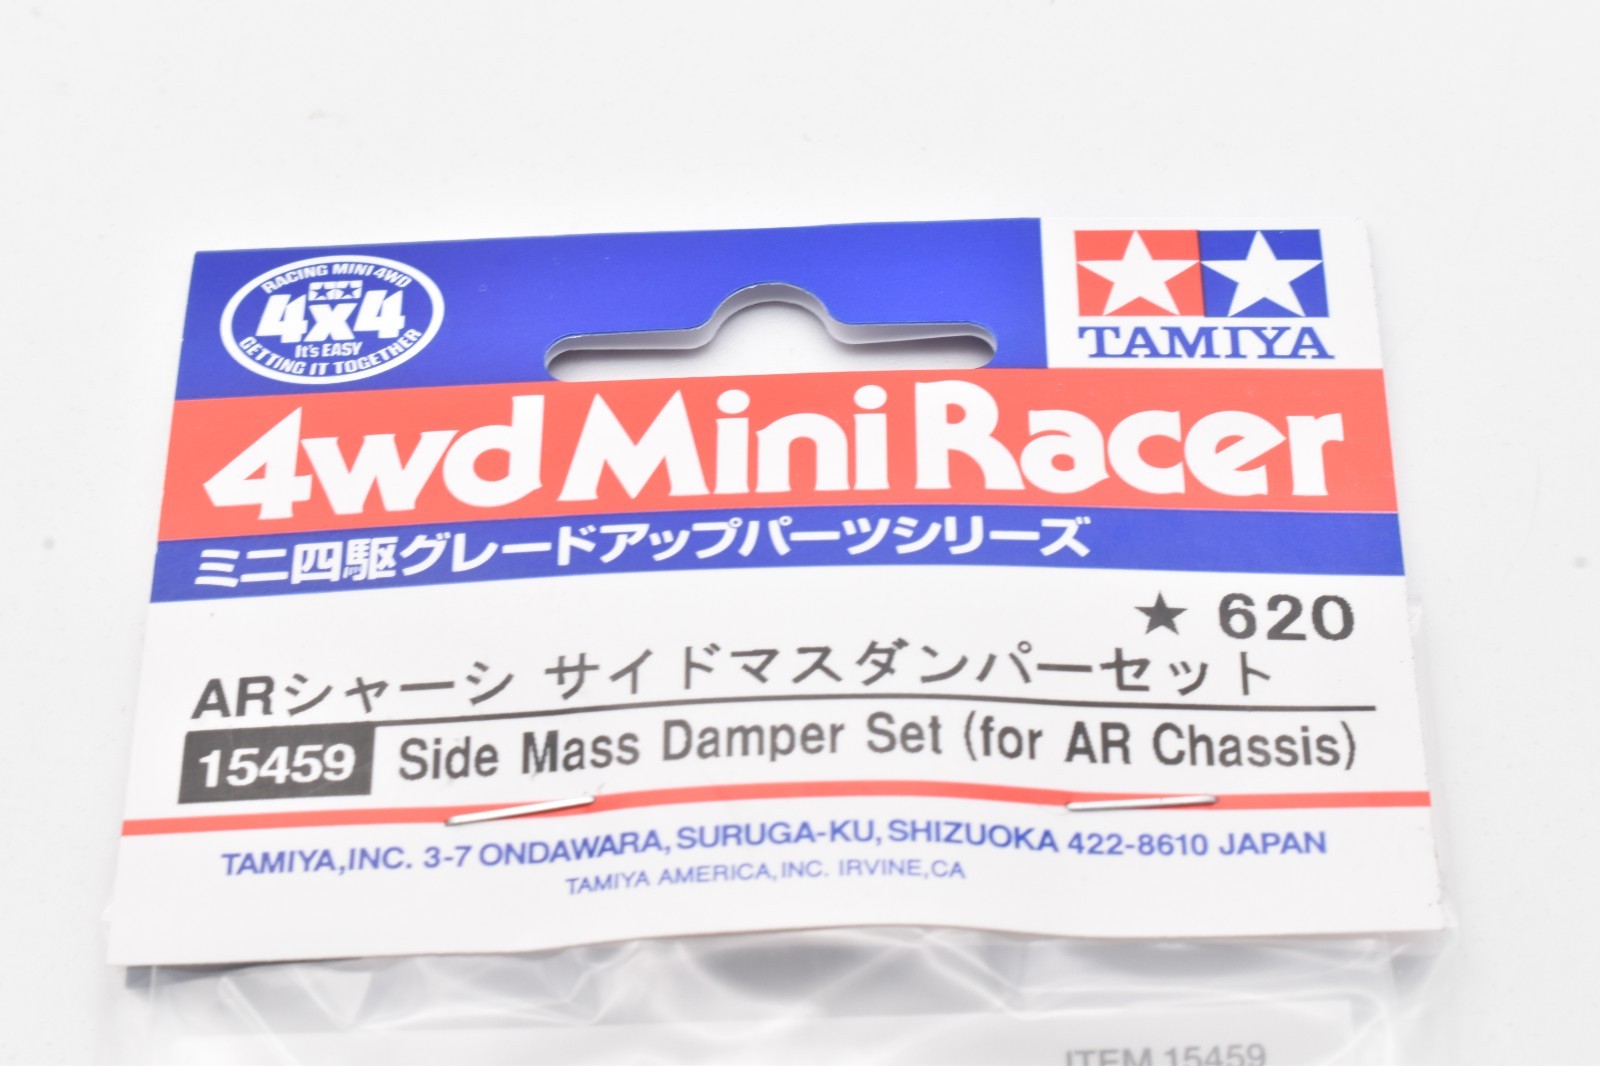 RACING MINI 4WD
4x4
It's EASY
GETTING IT TOGETHER
TAMIYA
4wd Mini Racer
ミニ四駆グレードアップパーツシリーズ
★ 620
ARシャーシ サイドマスダンパーセット
15459 Side Mass Damper Set (for AR Chassis)
TAMIYA,INC. 3-7 ONDAWARA, SURUGA-KU, SHIZUOKA 422-8610 JAPAN
TAMIYA AMERICA, INC. IRVINE, CA
ITEM 15459